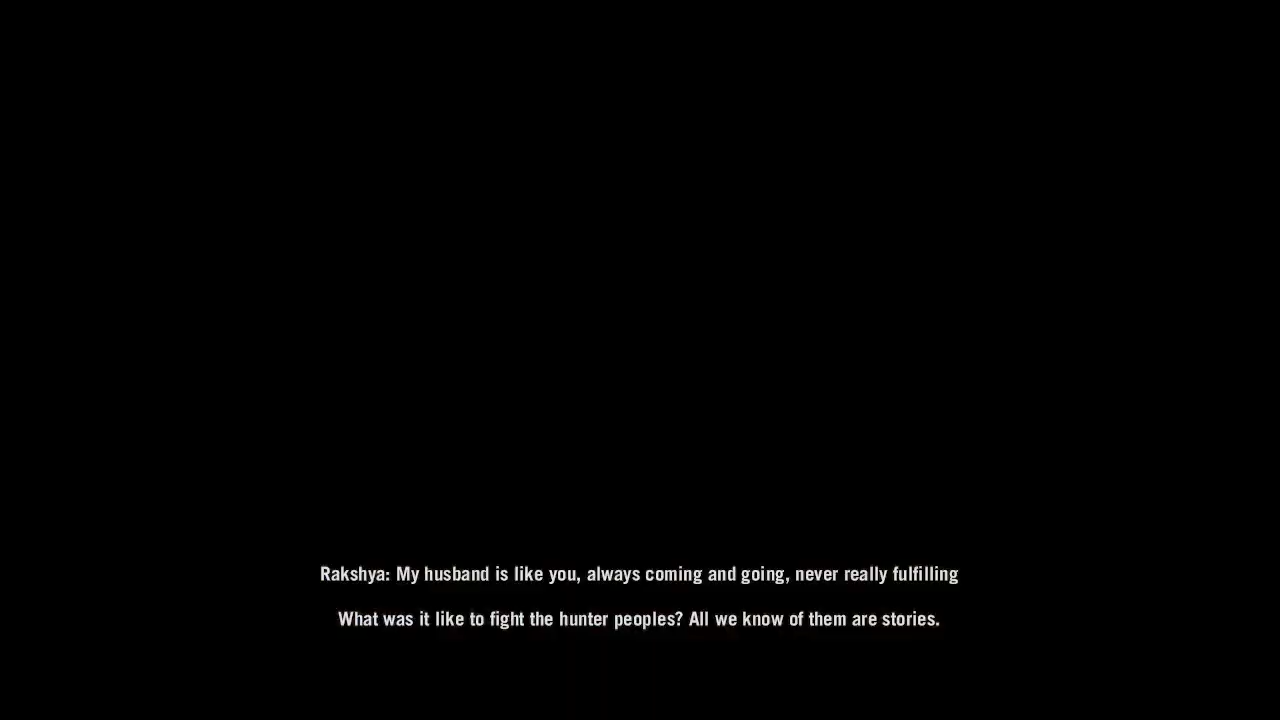 Rakshya: My husband is like you, always coming and going, never really fulfilling
What was it like to fight the hunter peoples? All we know of them are stories.